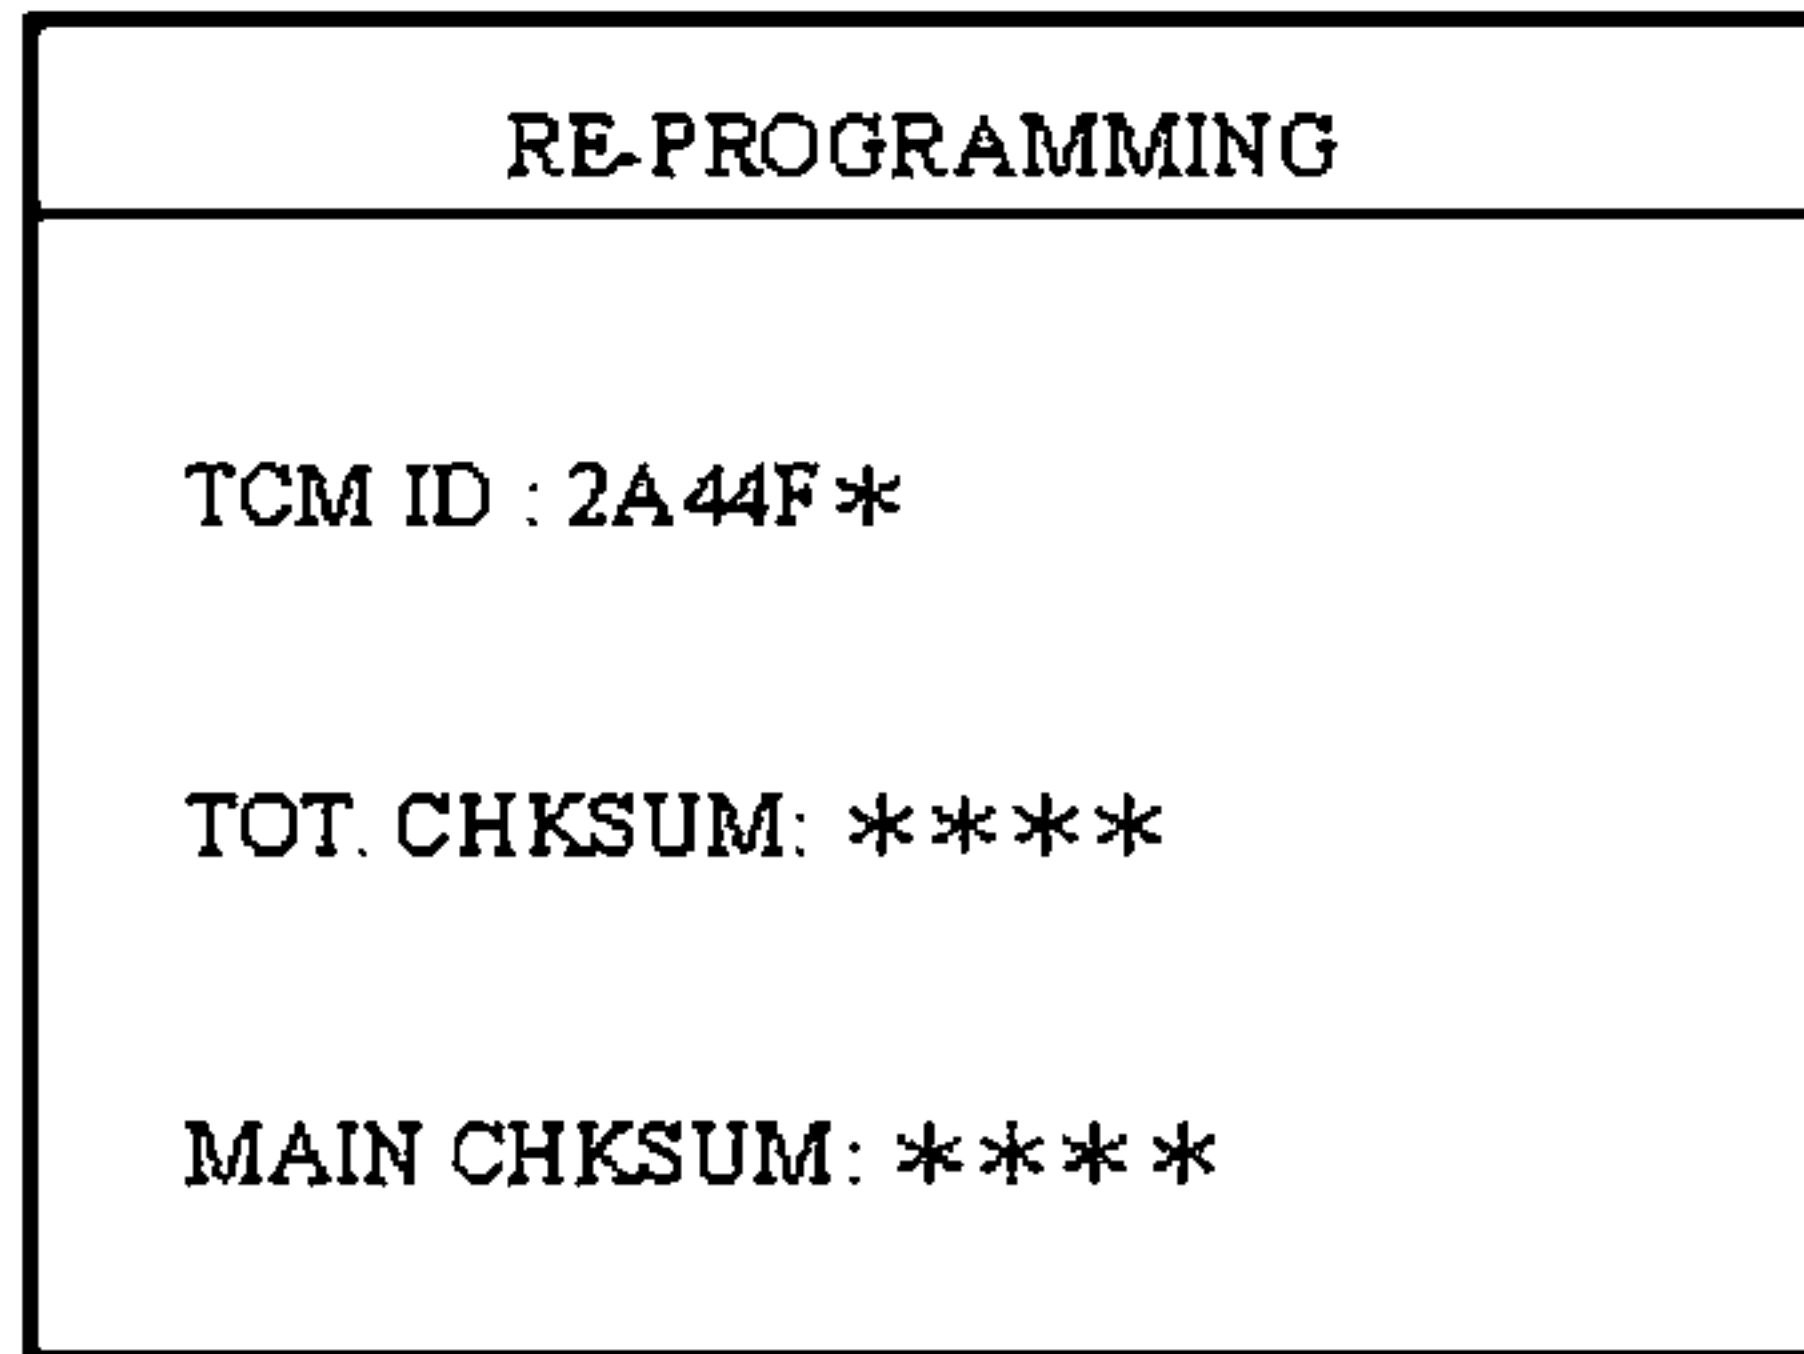 RE-PROGRAMMING
TCM ID : 2A44F*
TOT. CHKSUM: ****
MAIN CHKSUM: ****